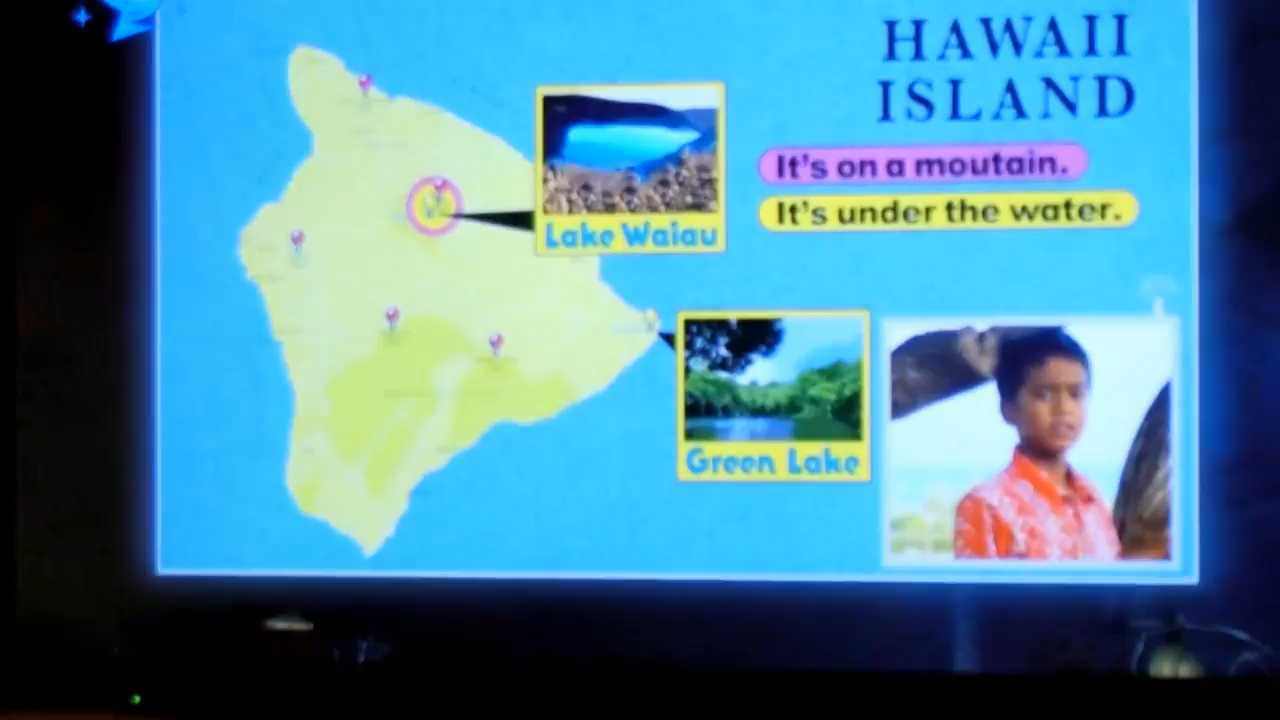 HAWAII
ISLAND
It's on a moutain.
It's under the water.
Lake Waiau
Green Lake